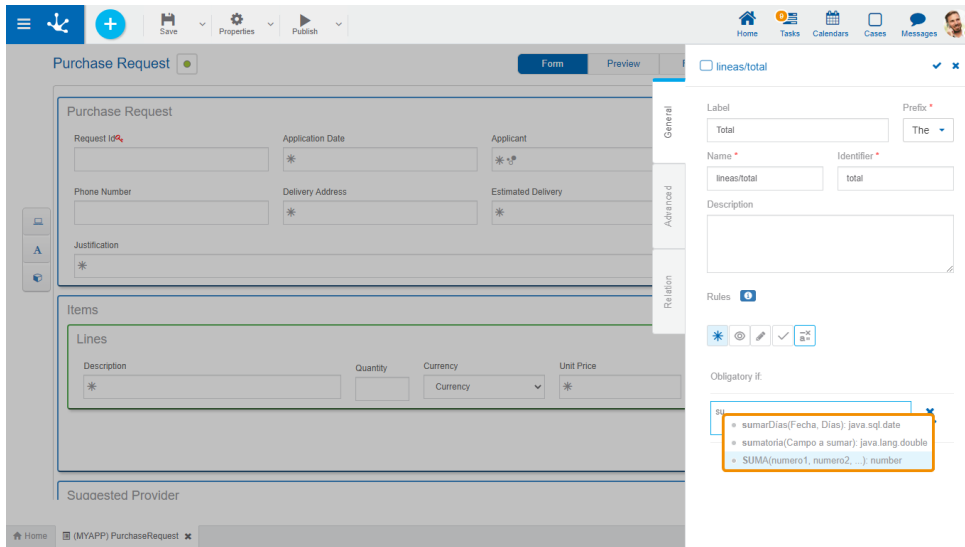 Save
Properties
Publish
Home
9
Tasks
Calendars
Cases
Messages
Purchase Request
Form
Preview
Purchase Request
Request Id
Application Date
Applicant
Phone Number
Delivery Address
Estimated Delivery
Justification
A
Items
Lines
Description
Quantity
Currency
Unit Price
Currency
Suggested Provider
Home
(MYAPP) PurchaseRequest
General
Advanced
Relation
lineas/total
Label
Prefix *
Total
The
Name *
Identifier *
lineas/total
total
Description
Rules
Obligatory if:
su
sumarDías(Fecha, Días): java.sql.date
sumatoria(Campo a sumar): java.lang.double
SUMA(numero1, numero2, ...): number